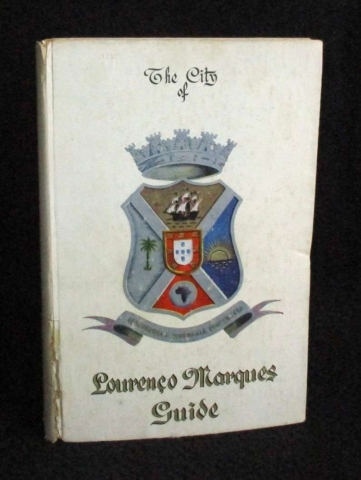 The City
of
Lourenço Marques
Guide